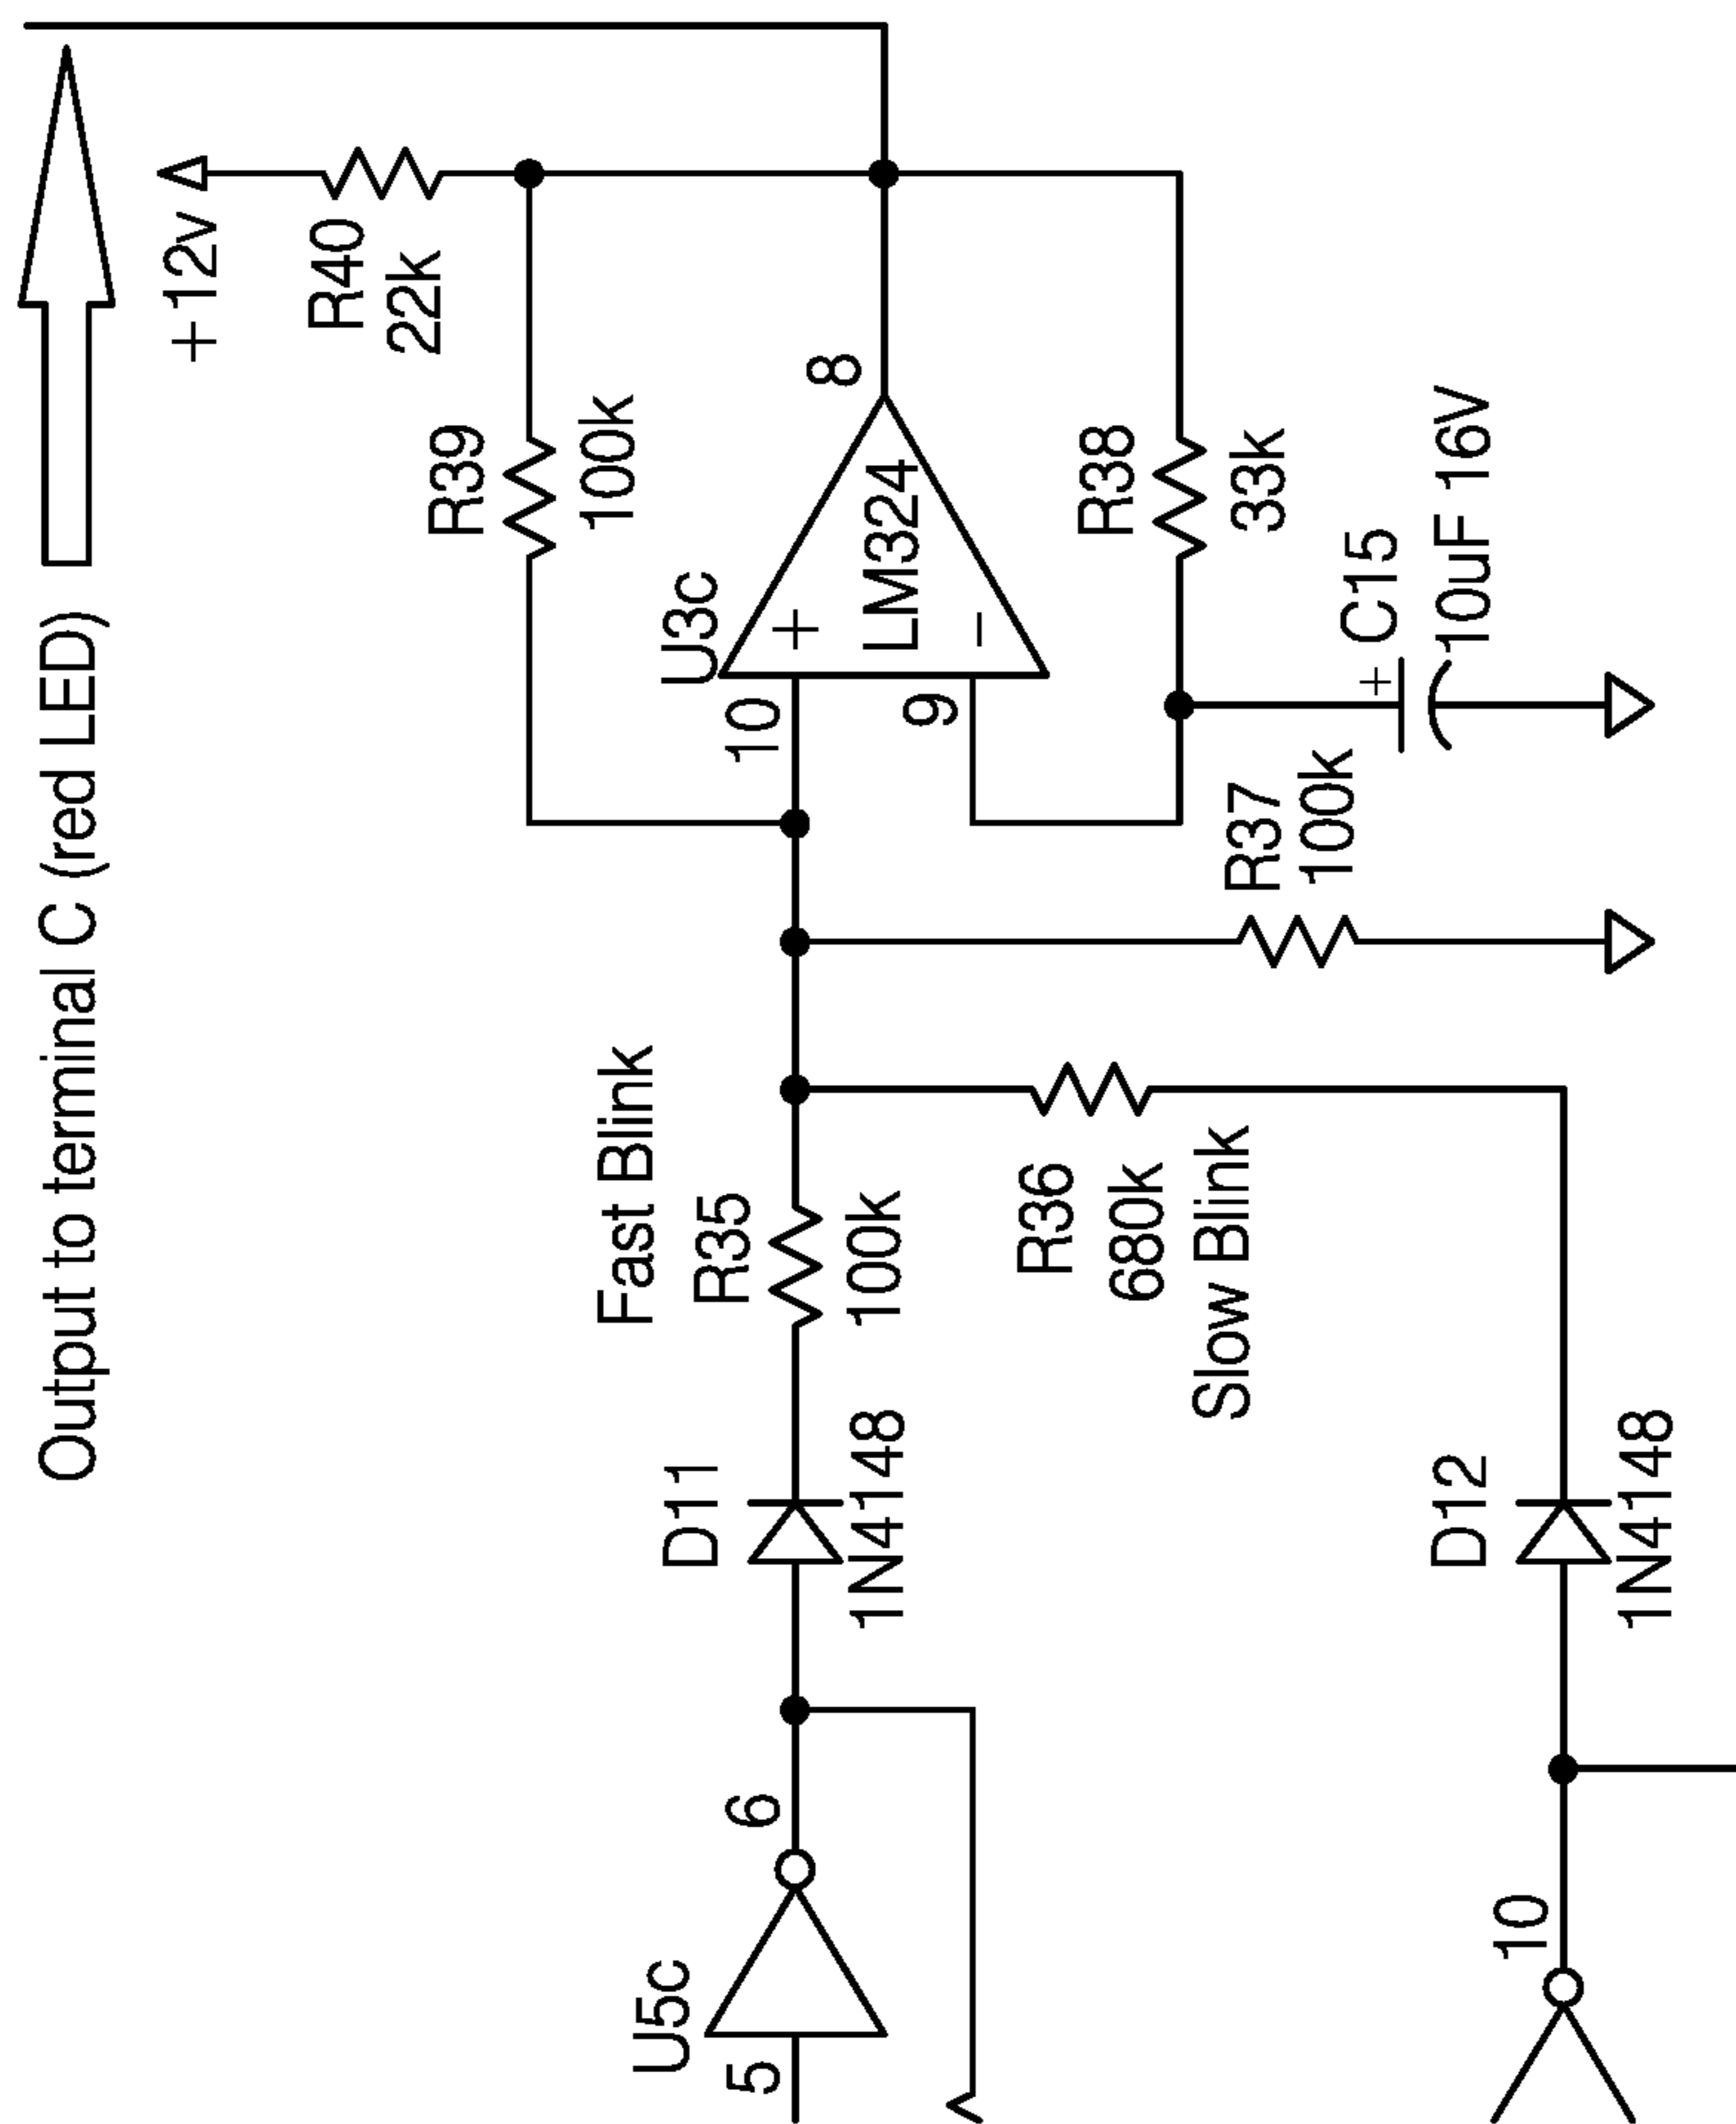 Output to terminal C (red LED)
+12v
R40
22k
R39
100k
8
U3c
LM324
+
−
10
9
R38
33k
+
C15
10uF 16V
R37
100k
Fast Blink
R35
100k
R36
680k
Slow Blink
D11
1N4148
D12
1N4148
6
U5c
5
10